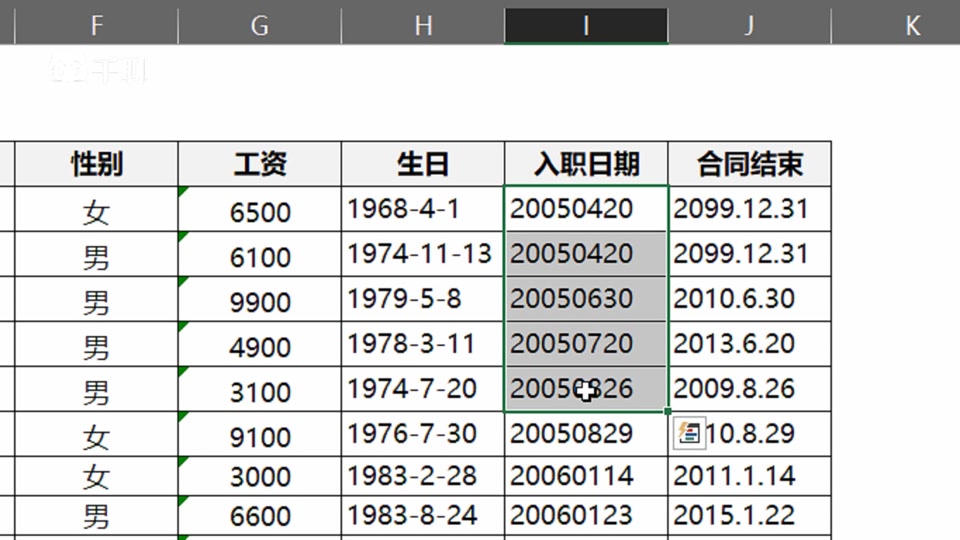 F G H I J K
性别 工资 生日 入职日期 合同结束
女 6500 1968-4-1 20050420 2099.12.31
男 6100 1974-11-13 20050420 2099.12.31
男 9900 1979-5-8 20050630 2010.6.30
男 4900 1978-3-11 20050720 2013.6.20
男 3100 1974-7-20 20050826 2009.8.26
女 9100 1976-7-30 20050829 10.8.29
女 3000 1983-2-28 20060114 2011.1.14
男 6600 1983-8-24 20060123 2015.1.22